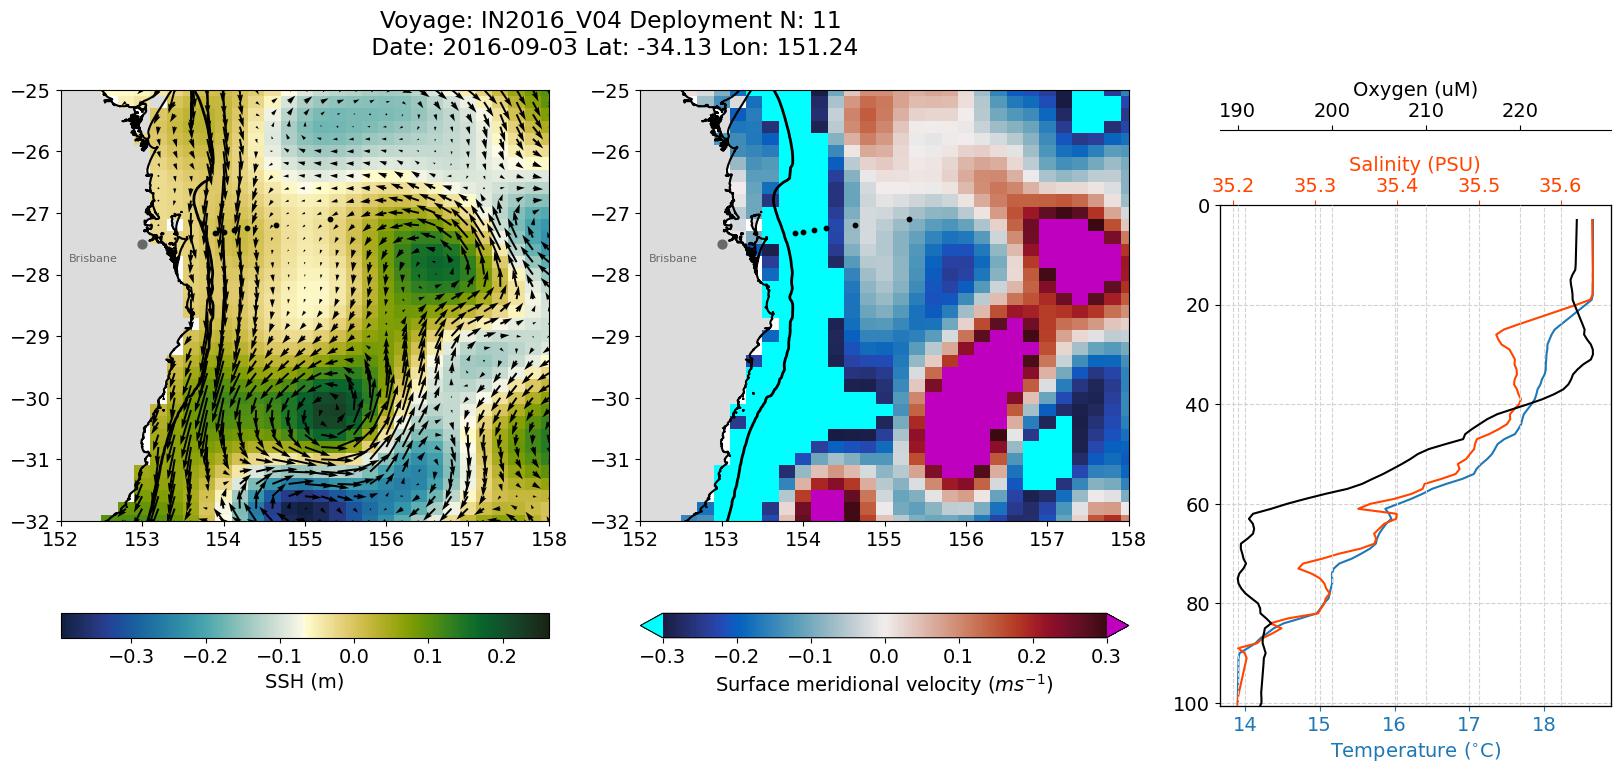 Voyage: IN2016_V04 Deployment N: 11
Date: 2016-09-03 Lat: -34.13 Lon: 151.24
−25
−26
−27
−28
−29
−30
−31
−32
152 153 154 155 156 157 158
Brisbane
−0.3 −0.2 −0.1 0.0 0.1 0.2
SSH (m)
−25
−26
−27
−28
−29
−30
−31
−32
152 153 154 155 156 157 158
Brisbane
−0.3 −0.2 −0.1 0.0 0.1 0.2 0.3
Surface meridional velocity (ms⁻¹)
Oxygen (uM)
190 200 210 220
Salinity (PSU)
35.2 35.3 35.4 35.5 35.6
0
20
40
60
80
100
14 15 16 17 18
Temperature (°C)